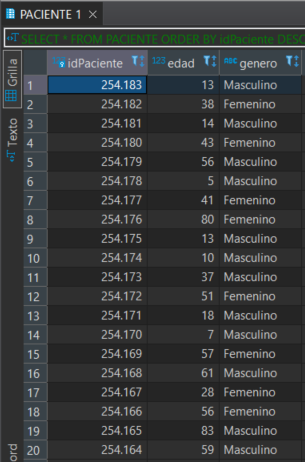 PACIENTE 1
SELECT * FROM PACIENTE ORDER BY idPaciente DESC
Grilla
Texto
idPaciente 123 edad genero
1 254.183 13 Masculino
2 254.182 38 Femenino
3 254.181 14 Masculino
4 254.180 43 Femenino
5 254.179 56 Masculino
6 254.178 5 Masculino
7 254.177 41 Femenino
8 254.176 80 Femenino
9 254.175 13 Masculino
10 254.174 10 Masculino
11 254.173 37 Masculino
12 254.172 51 Femenino
13 254.171 18 Masculino
14 254.170 7 Masculino
15 254.169 57 Femenino
16 254.168 61 Masculino
17 254.167 28 Femenino
18 254.166 56 Femenino
19 254.165 83 Masculino
20 254.164 59 Masculino